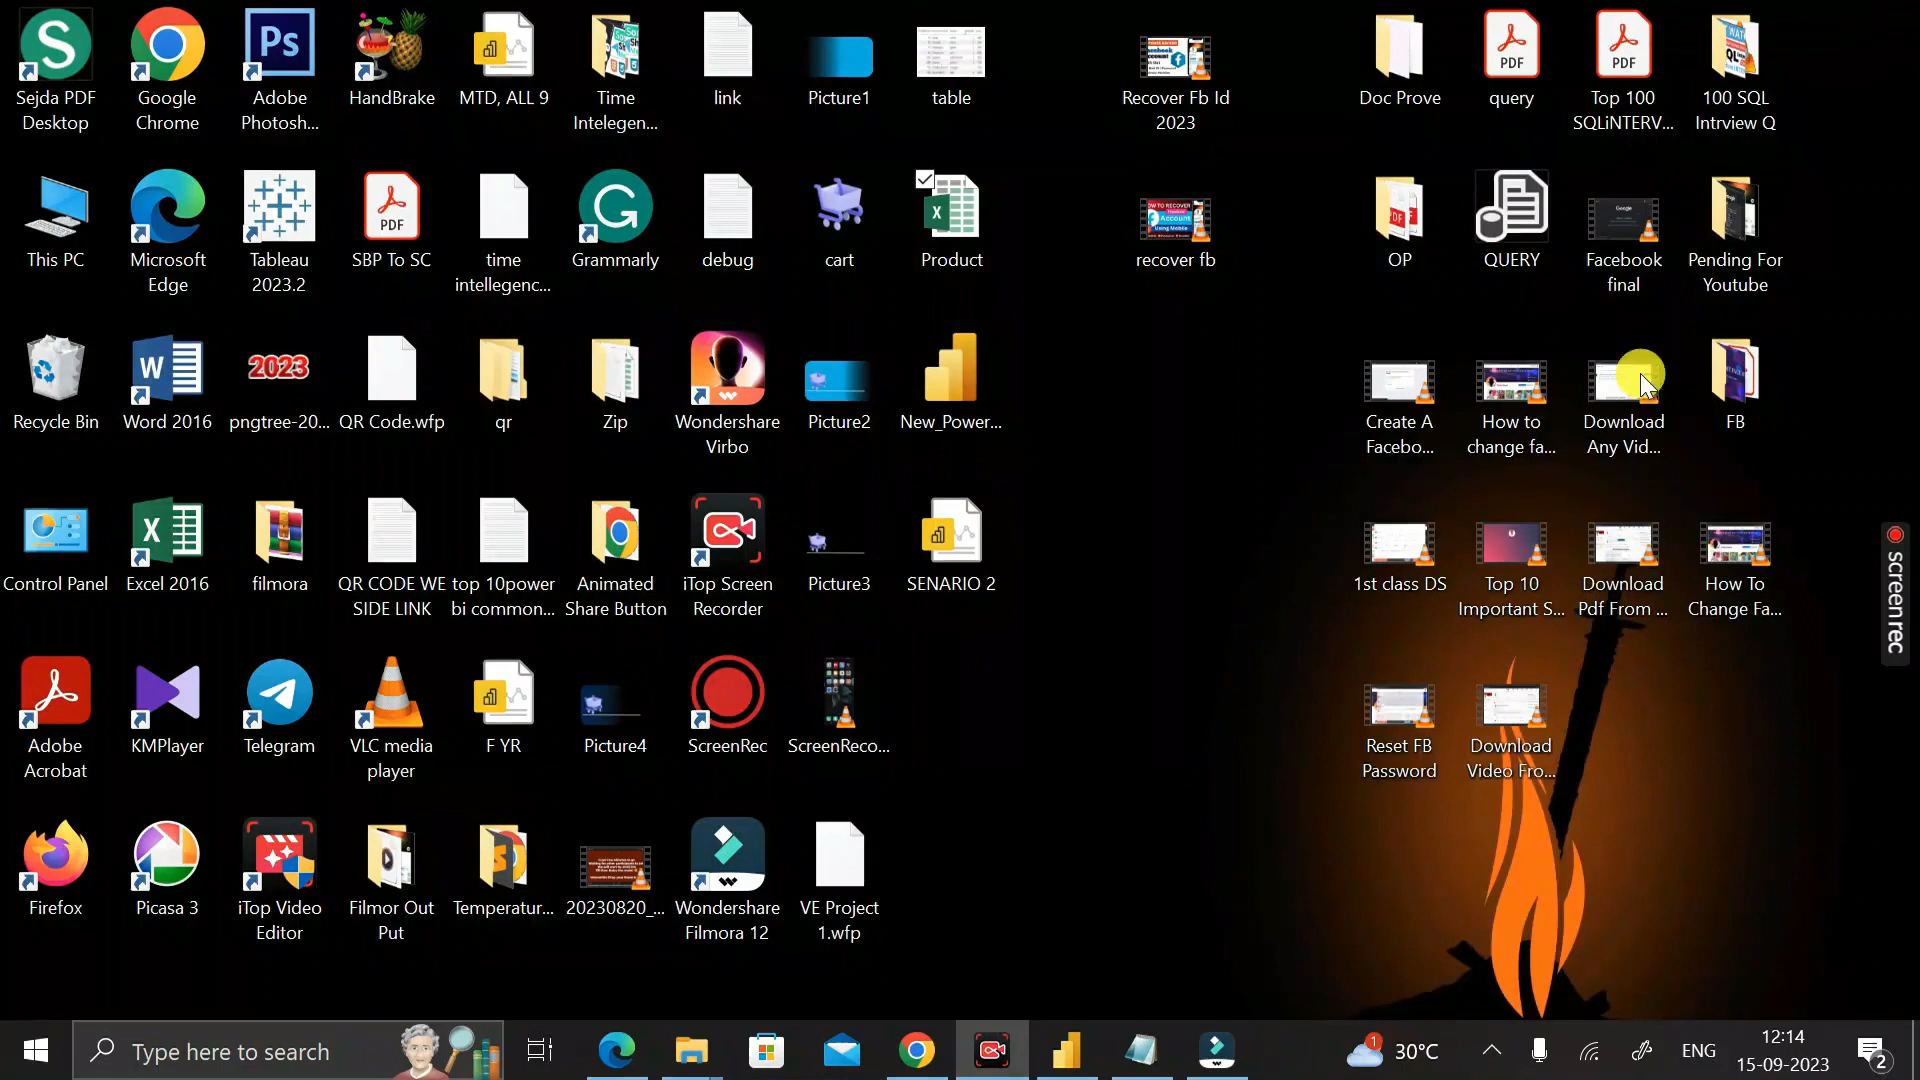 Sejda PDF
Desktop
Google
Chrome
Adobe
Photosh...
HandBrake
MTD, ALL 9
Time
Intelegen...
link
Picture1
table
Recover Fb Id
2023
Doc Prove
query
Top 100
SQLiNTERV...
100 SQL
Intrview Q
This PC
Microsoft
Edge
Tableau
2023.2
SBP To SC
time
intellegenc...
Grammarly
debug
cart
Product
recover fb
OP
QUERY
Facebook
final
Pending For
Youtube
Recycle Bin
Word 2016
pngtree-20...
QR Code.wfp
qr
Zip
Wondershare
Virbo
Picture2
New_Power...
Create A
Facebo...
How to
change fa...
Download
Any Vid...
FB
Control Panel
Excel 2016
filmora
QR CODE WE
SIDE LINK
top 10power
bi common...
Animated
Share Button
iTop Screen
Recorder
Picture3
SENARIO 2
1st class DS
Top 10
Important S...
Download
Pdf From ...
How To
Change Fa...
Adobe
Acrobat
KMPlayer
Telegram
VLC media
player
F YR
Picture4
ScreenRec
ScreenReco...
Reset FB
Password
Download
Video Fro...
Firefox
Picasa 3
iTop Video
Editor
Filmor Out
Put
Temperatur...
20230820_...
Wondershare
Filmora 12
VE Project
1.wfp
Ps
PDF
PDF
PDF
2023
screenrec
Type here to search
1
30°C
ENG
12:14
15-09-2023
2